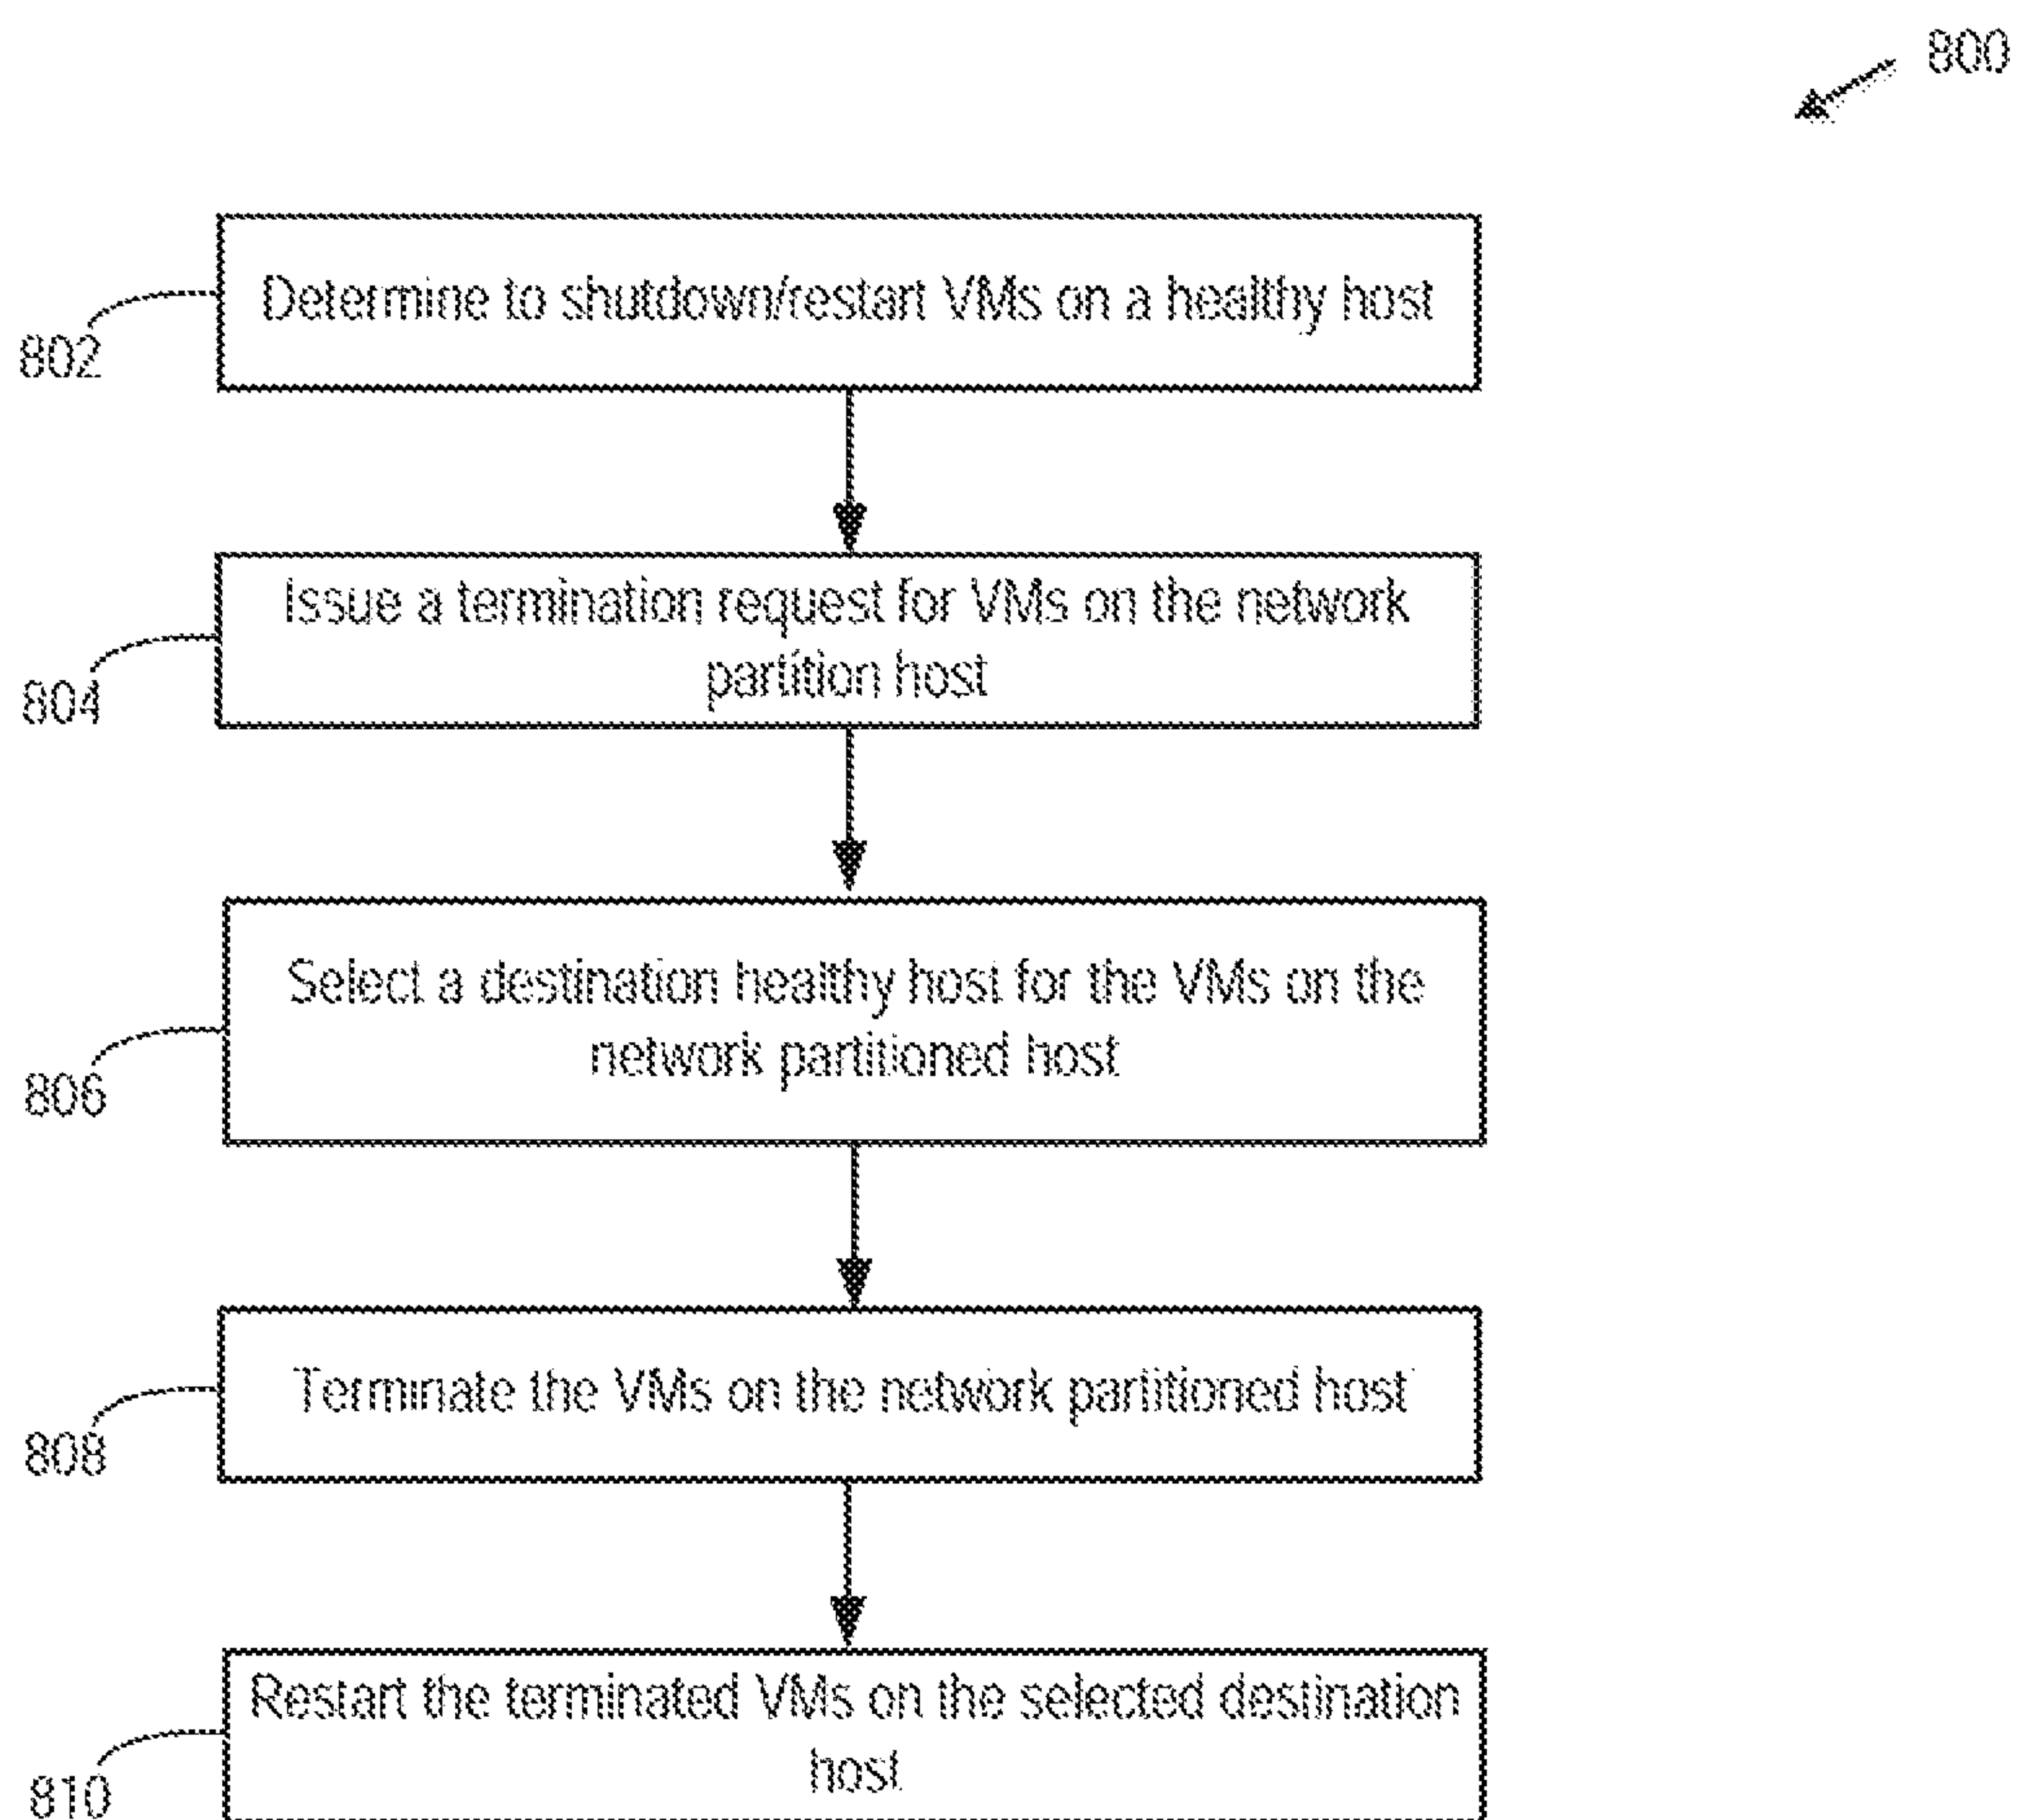 800
Determine to shutdown/restart VMs on a healthy host
802
Issue a termination request for VMs on the network
partition host
804
Select a destination healthy host for the VMs on the
network partitioned host
806
Terminate the VMs on the network partitioned host
808
Restart the terminated VMs on the selected destination
host
810